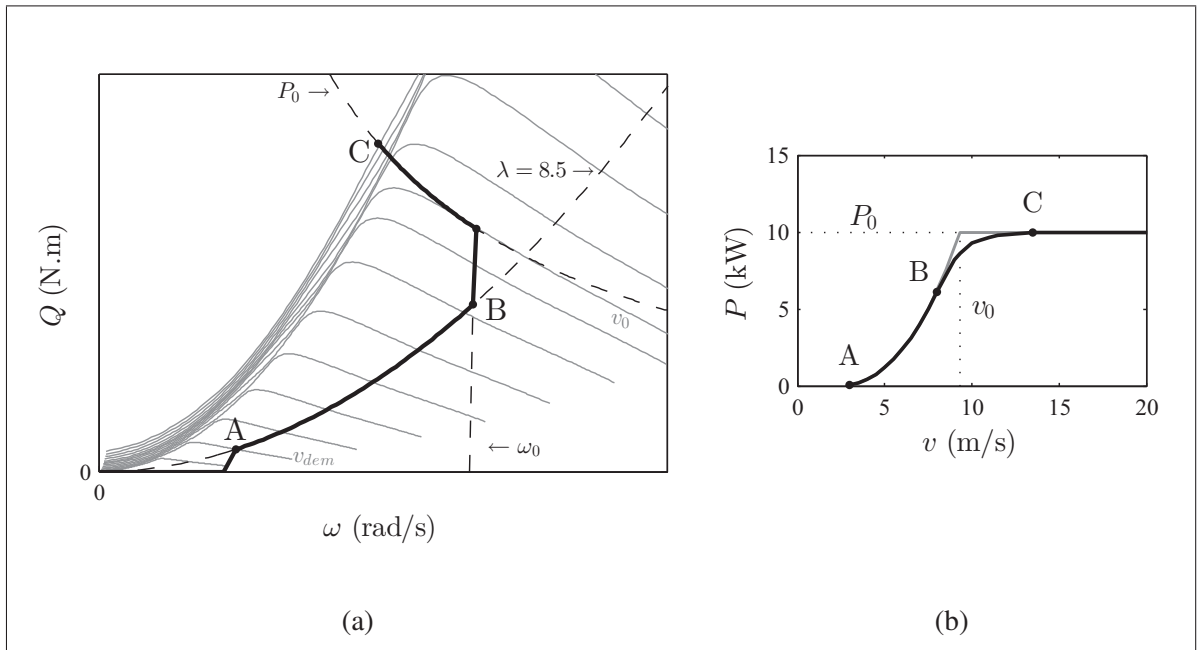 P₀ →
C
λ = 8.5 →
B
v₀
A
v_dem
← ω₀
0
0
Q (N.m)
ω (rad/s)
(a)
15
10
5
0
0
5
10
15
20
P₀
C
B
v₀
A
P (kW)
v (m/s)
(b)